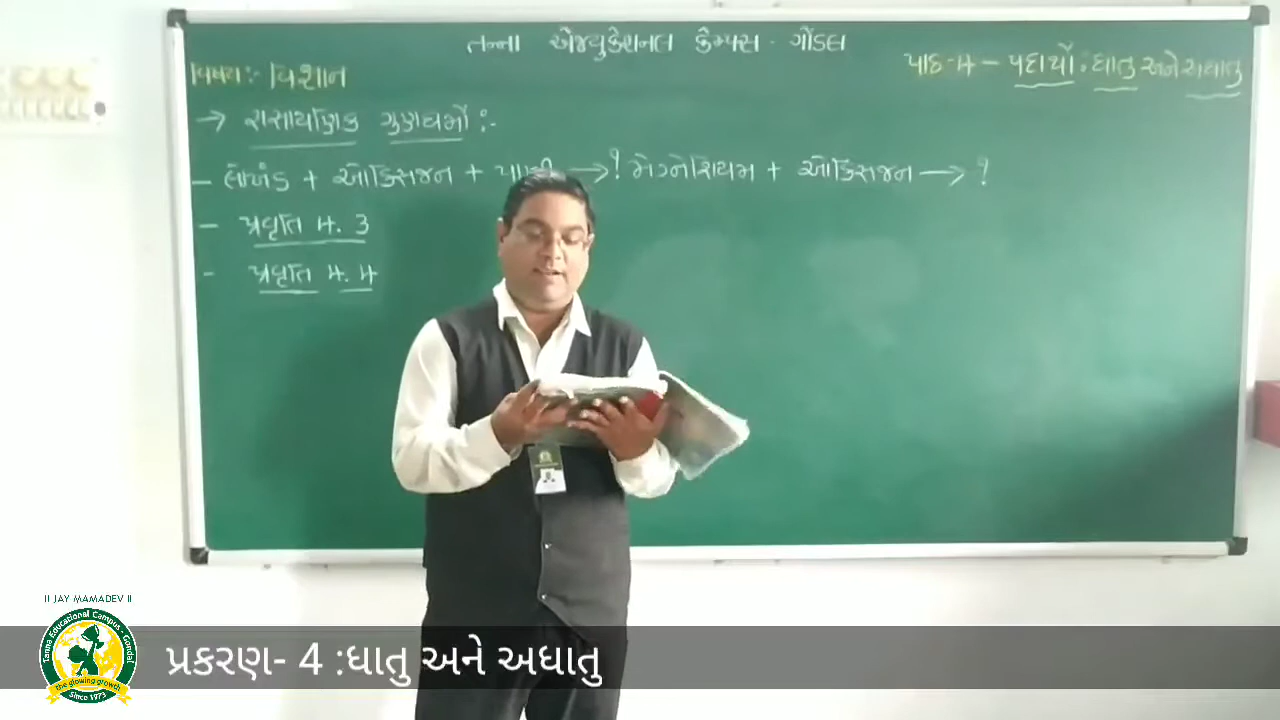 તન્ના એજ્યુકેશનલ કેમ્પસ - ગોંડલ
વિષય:- વિજ્ઞાન
પાઠ-4 - પદાર્થો: ધાતુ અને અધાતુ
→ રાસાયણિક ગુણધર્મો :-
- લોખંડ + ઓક્સિજન + →? મેગ્નેશિયમ + ઓક્સિજન → ?
- પ્રવૃતિ 4. 3
- પ્રવૃતિ 4. 4
II JAY MAMADEV II
Tanna Educational Campus - Gondal
the glowing growth
Since 1973
પ્રકરણ- 4 :ધાતુ અને અધાતુ